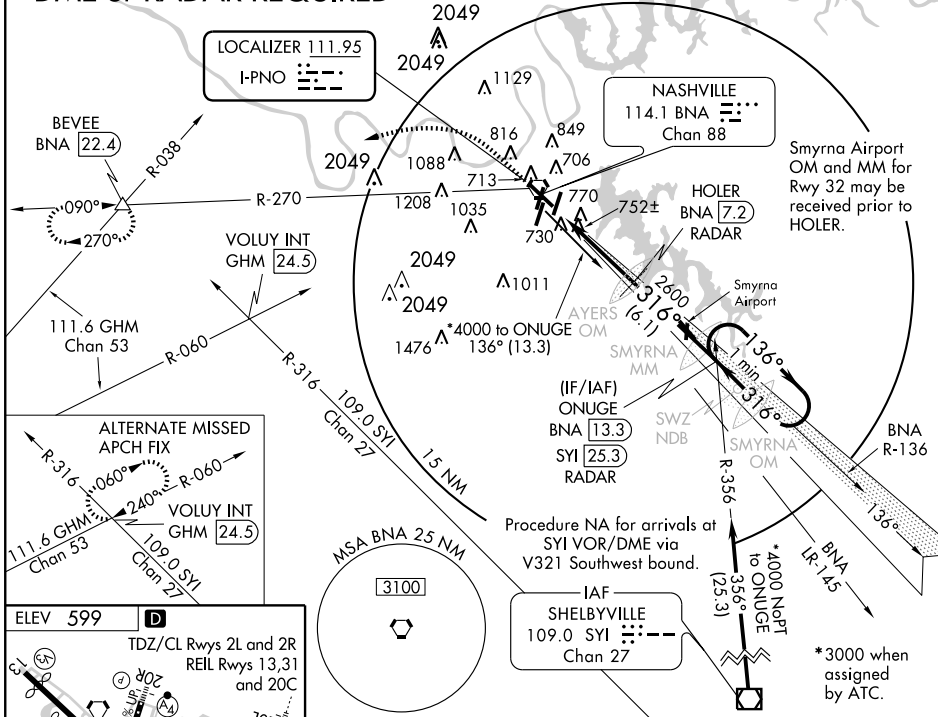 DME or RADAR REQUIRED
LOCALIZER 111.95
I-PNO
2049
2049
1129
NASHVILLE
114.1 BNA
Chan 88
BEVEE
BNA 22.4
R-038
816
849
706
1088
2049
713
Smyrna Airport
OM and MM for
Rwy 32 may be
received prior to
HOLER.
090°
270°
R-270
1208
1035
770
752±
730
HOLER
BNA 7.2
RADAR
VOLUY INT
GHM 24.5
2049
2049
1011
AYERS
OM
2600
316°
(6.1)
Smyrna
Airport
111.6 GHM
Chan 53
R-060
*4000 to ONUGE
136° (13.3)
1476
SMYRNA
MM
136°
1 min
316°
R-316
109.0 SYI
Chan 27
(IF/IAF)
ONUGE
BNA 13.3
SYI 25.3
RADAR
SWZ
NDB
SMYRNA
OM
BNA
R-136
136°
ALTERNATE MISSED
APCH FIX
R-316
060°
R-060
240°
VOLUY INT
GHM 24.5
111.6 GHM
Chan 53
109.0 SYI
Chan 27
15 NM
R-356
Procedure NA for arrivals at
SYI VOR/DME via
V321 Southwest bound.
BNA
LR-145
MSA BNA 25 NM
3100
356°
(25.3)
*4000 NoPT
to ONUGE
IAF
SHELBYVILLE
109.0 SYI
Chan 27
*3000 when
assigned
by ATC.
ELEV 599 D
TDZ/CL Rwys 2L and 2R
REIL Rwys 13,31
and 20C
13
20R
P
% UP
A4